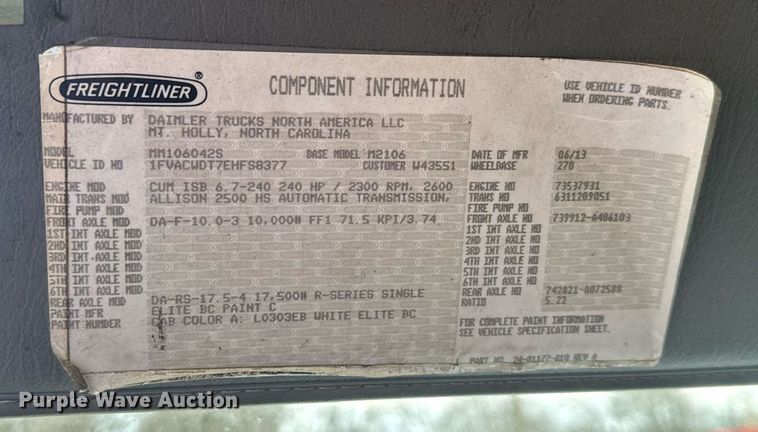 FREIGHTLINER®
COMPONENT INFORMATION
USE VEHICLE ID NUMBER
WHEN ORDERING PARTS.
MANUFACTURED BY DAIMLER TRUCKS NORTH AMERICA LLC
MT. HOLLY, NORTH CAROLINA
MODEL MM106042S BASE MODEL M2106 DATE OF MFR 06/13
VEHICLE ID NO 1FVACWDT7EHFS8377 CUSTOMER W43551 WHEELBASE 270
ENGINE MOD CUM ISB 6.7-240 240 HP / 2300 RPM, 2600 ENGINE NO 73537931
MAIN TRANS MOD ALLISON 2500 HS AUTOMATIC TRANSMISSION, TRANS NO 6311209051
FIRE PUMP MOD FIRE PUMP NO
FRONT AXLE MOD DA-F-10.0-3 10,000# FF1 71.5 KPI/3.74 FRONT AXLE NO 739912-A406103
1ST INT AXLE MOD 1ST INT AXLE NO
2ND INT AXLE MOD 2ND INT AXLE NO
3RD INT AXLE MOD 3RD INT AXLE NO
4TH INT AXLE MOD 4TH INT AXLE NO
5TH INT AXLE MOD 5TH INT AXLE NO
6TH INT AXLE MOD 6TH INT AXLE NO
REAR AXLE MOD DA-RS-17.5-4 17,500# R-SERIES SINGLE REAR AXLE NO 742821-A072588
PAINT MFR ELITE BC PAINT C RATIO 5.22
PAINT NUMBER CAB COLOR A: L0303EB WHITE ELITE BC
FOR COMPLETE PAINT INFORMATION
SEE VEHICLE SPECIFICATION SHEET.
PART NO. 24-01177-010 REV A
Purple Wave Auction